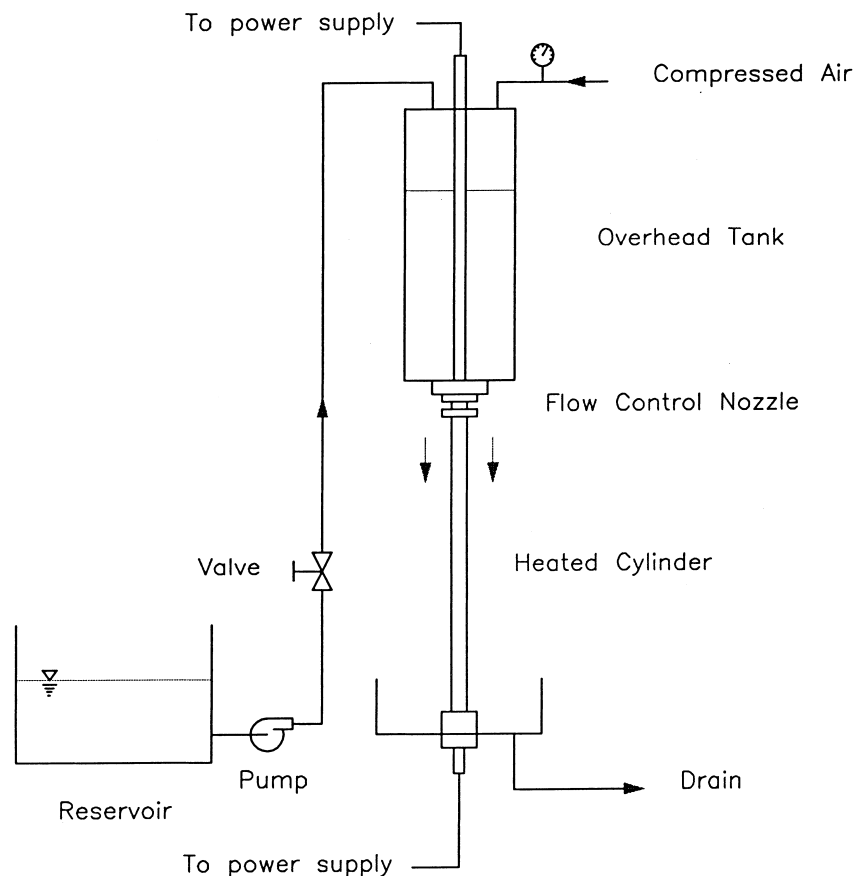 To power supply
Compressed Air
Overhead Tank
Flow Control Nozzle
Valve
Heated Cylinder
Pump
Drain
Reservoir
To power supply